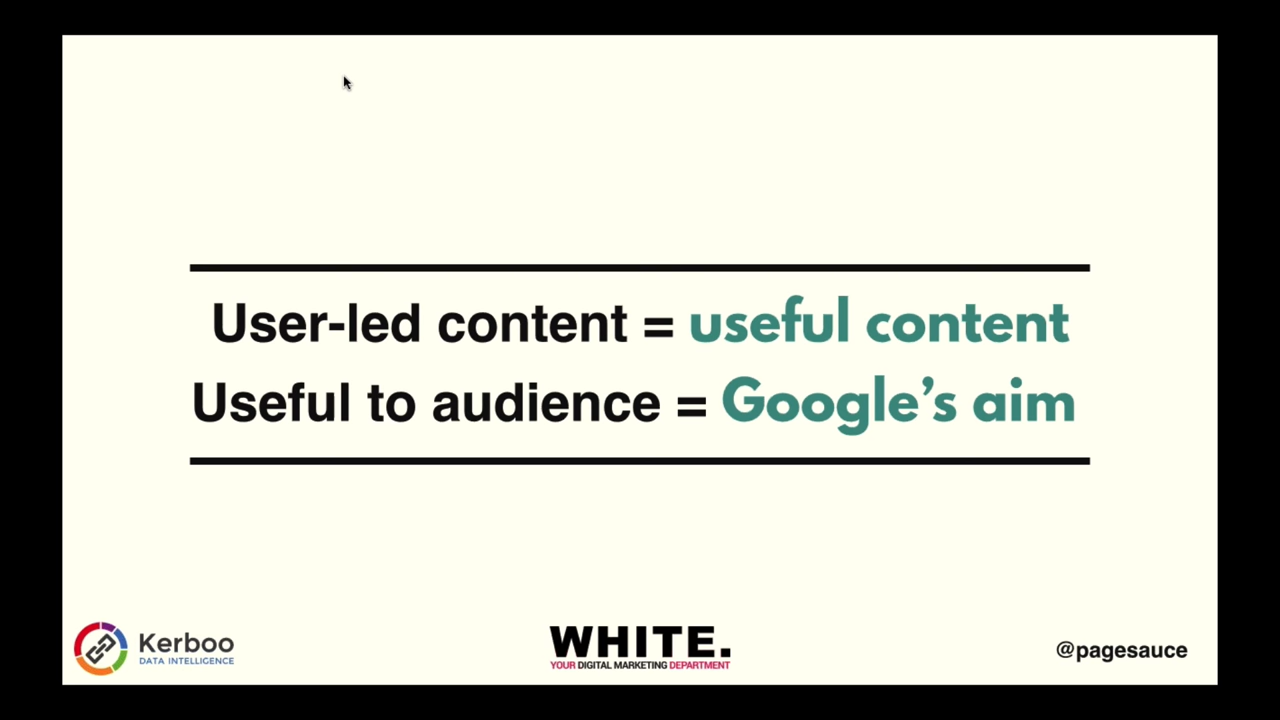 User-led content = useful content
Useful to audience = Google’s aim
Kerboo
DATA INTELLIGENCE
WHITE.
YOUR DIGITAL MARKETING DEPARTMENT
@pagesauce